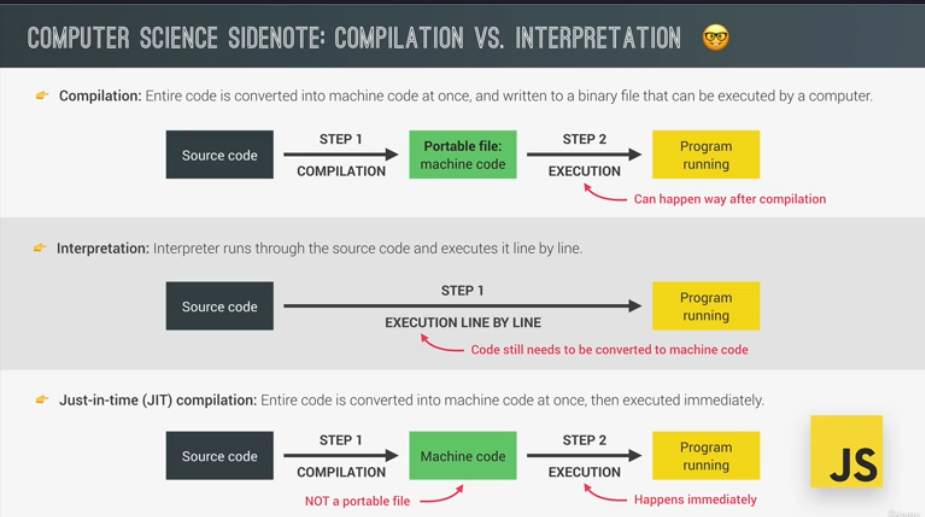 COMPUTER SCIENCE SIDENOTE: COMPILATION VS. INTERPRETATION 🤓
👉 Compilation: Entire code is converted into machine code at once, and written to a binary file that can be executed by a computer.
Source code
STEP 1
COMPILATION
Portable file:
machine code
STEP 2
EXECUTION
Program
running
Can happen way after compilation
👉 Interpretation: Interpreter runs through the source code and executes it line by line.
Source code
STEP 1
EXECUTION LINE BY LINE
Program
running
Code still needs to be converted to machine code
👉 Just-in-time (JIT) compilation: Entire code is converted into machine code at once, then executed immediately.
Source code
STEP 1
COMPILATION
Machine code
STEP 2
EXECUTION
Program
running
NOT a portable file
Happens immediately
JS